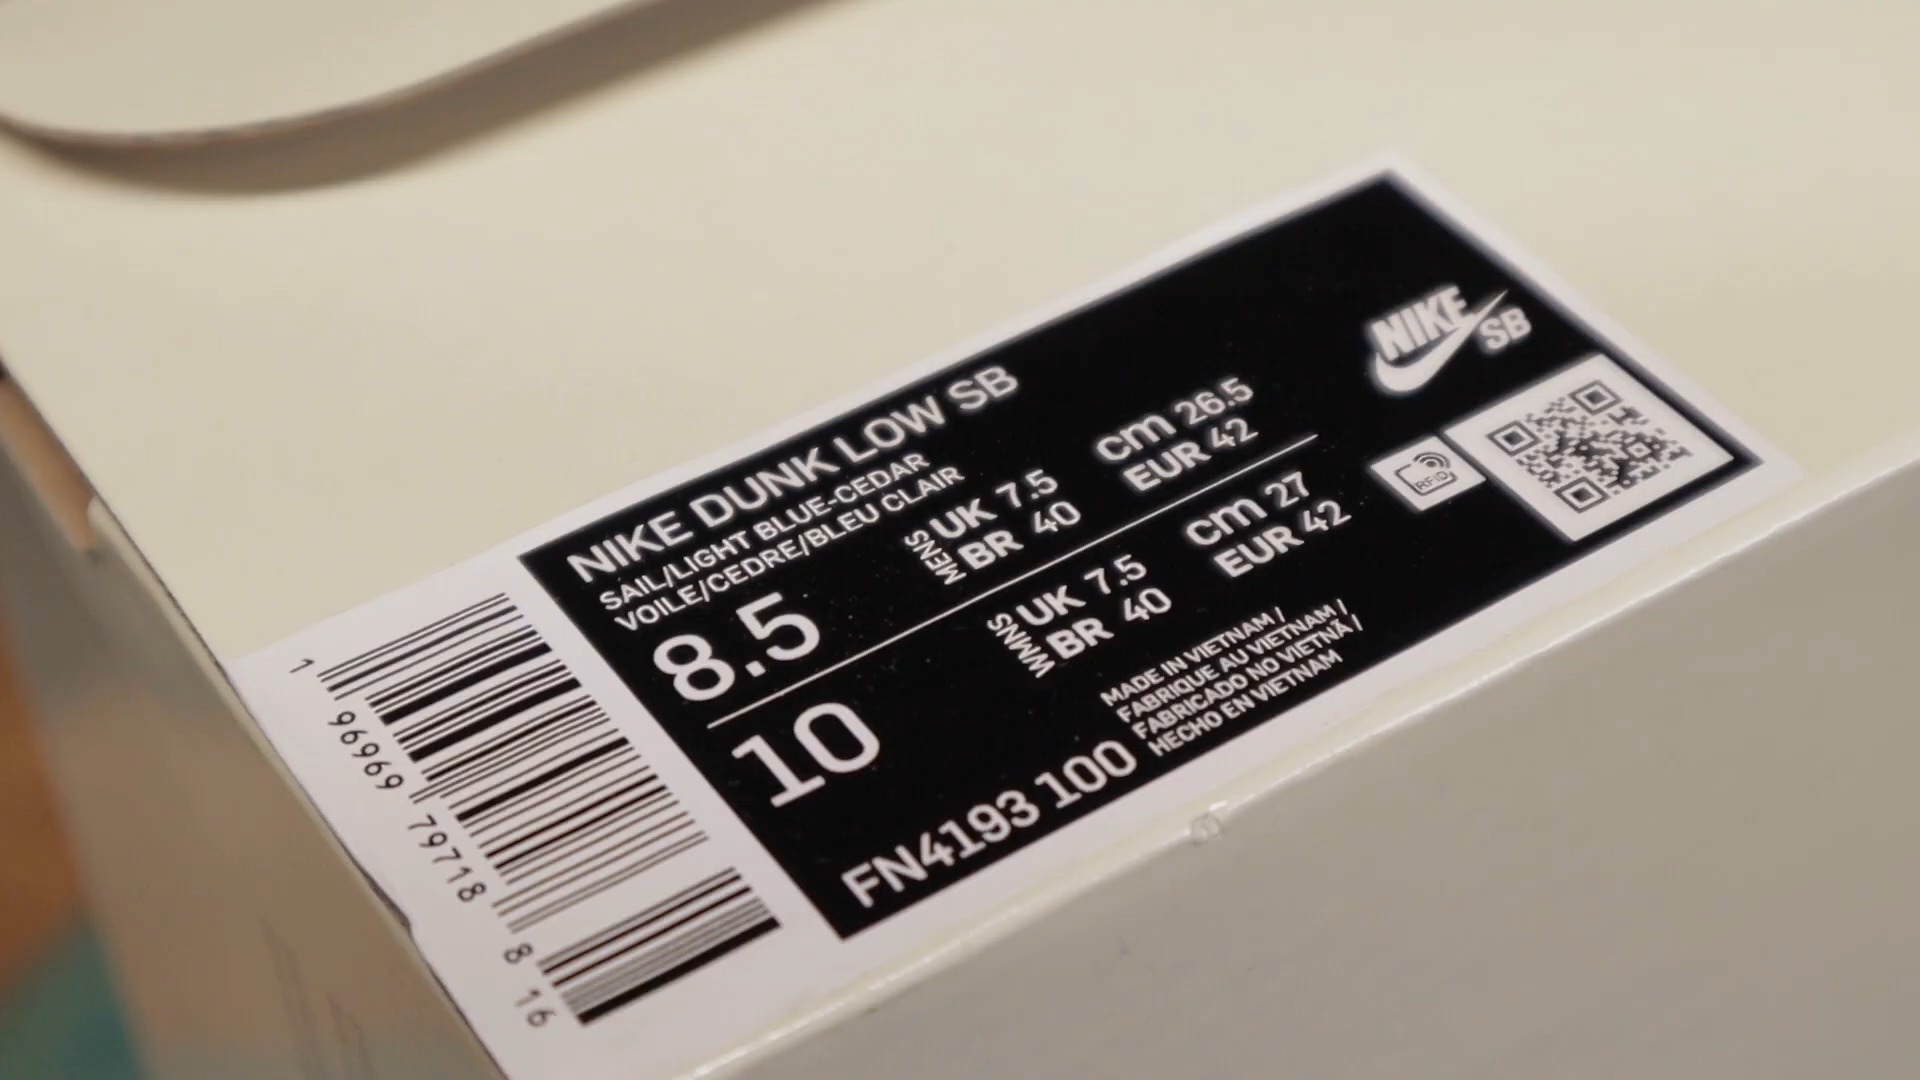 NIKE DUNK LOW SB
SAIL/LIGHT BLUE-CEDAR
VOILE/CEDRE/BLEU CLAIR
8.5
MENS
UK 7.5
BR 40
cm 26.5
EUR 42
10
WMNS
UK 7.5
BR 40
cm 27
EUR 42
FN4193 100
MADE IN VIETNAM /
FABRIQUE AU VIETNAM /
FABRICADO NO VIETNÃ /
HECHO EN VIETNAM
NIKE SB
RFID
1 96969 79718 8 16